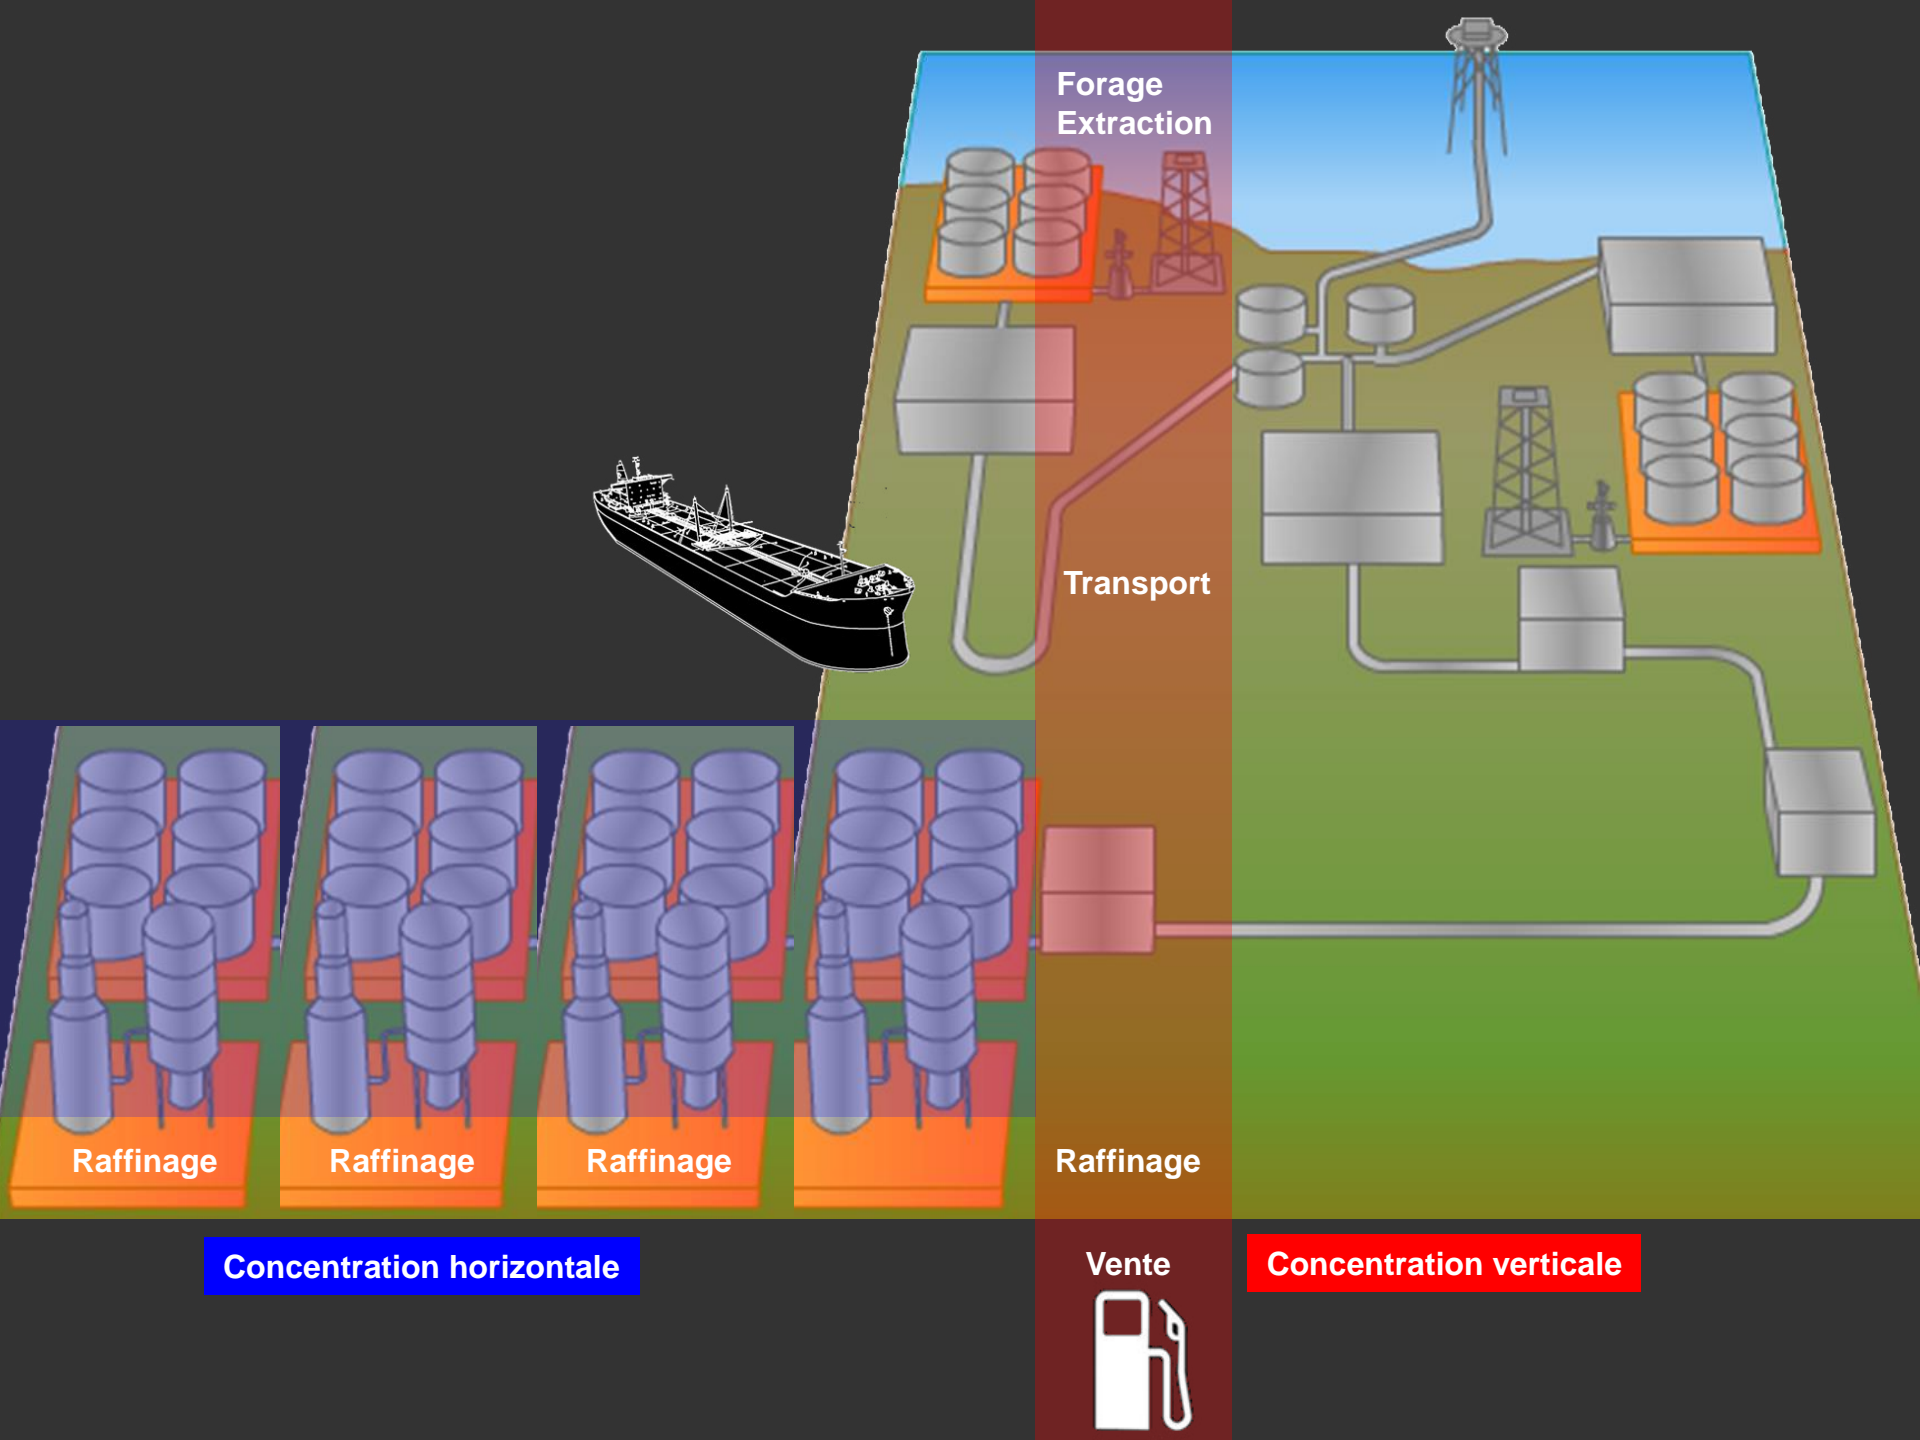 Forage
Extraction
Transport
Raffinage
Raffinage
Raffinage
Raffinage
Concentration horizontale
Vente
Concentration verticale